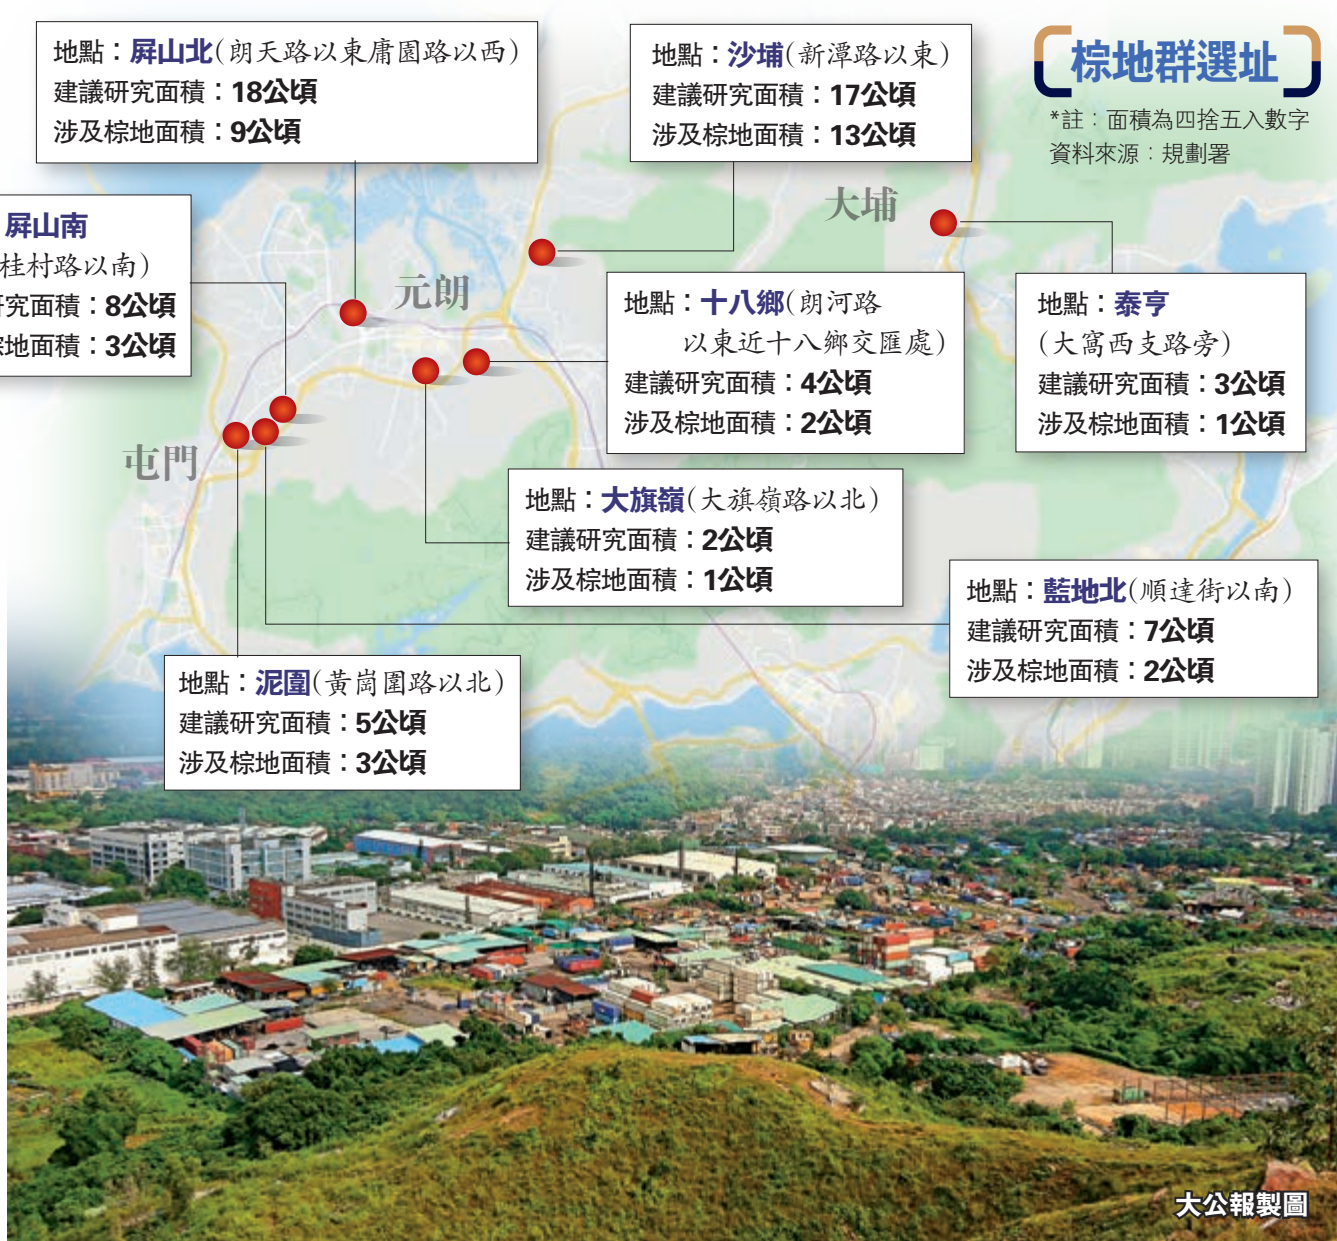 棕地群選址
*註：面積為四捨五入數字
資料來源：規劃署
地點：屏山北(朗天路以東庸園路以西)
建議研究面積：18公頃
涉及棕地面積：9公頃
地點：沙埔(新潭路以東)
建議研究面積：17公頃
涉及棕地面積：13公頃
屏山南
桂村路以南)
究面積：8公頃
地面積：3公頃
大埔
元朗
屯門
地點：十八鄉(朗河路
以東近十八鄉交匯處)
建議研究面積：4公頃
涉及棕地面積：2公頃
地點：泰亨
(大窩西支路旁)
建議研究面積：3公頃
涉及棕地面積：1公頃
地點：大旗嶺(大旗嶺路以北)
建議研究面積：2公頃
涉及棕地面積：1公頃
地點：藍地北(順達街以南)
建議研究面積：7公頃
涉及棕地面積：2公頃
地點：泥圍(黃崗圍路以北)
建議研究面積：5公頃
涉及棕地面積：3公頃
大公報製圖